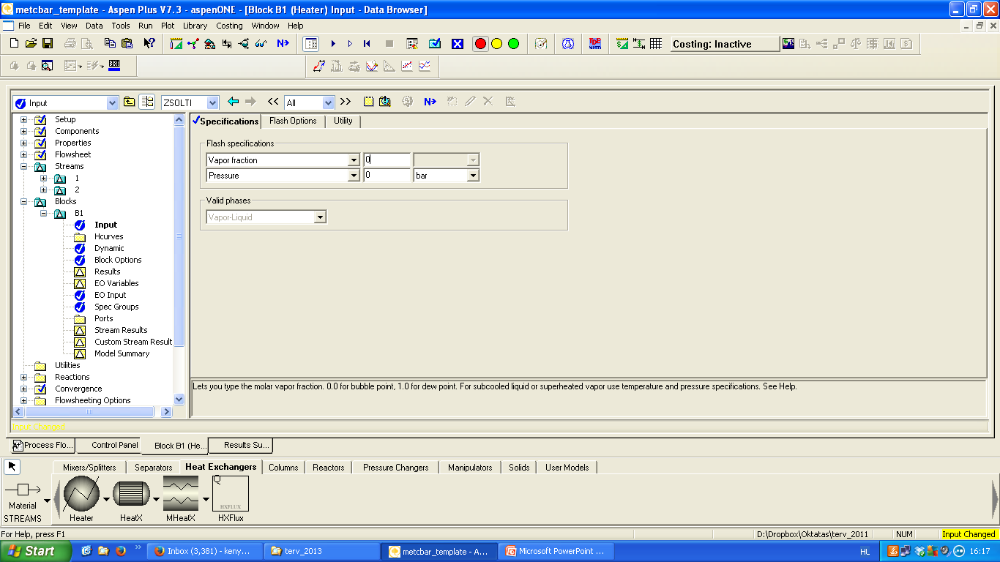 metcbar_template - Aspen Plus V7.3 - aspenONE - [Block B1 (Heater) Input - Data Browser]
File Edit View Data Tools Run Plot Library Customize Window Help
Costing: Inactive
Input ZSOLTI All N>
Setup
Components
Properties
Flowsheet
Streams
1
2
Blocks
B1
Input
Hcurves
Dynamic
Block Options
Results
EO Variables
EO Input
Spec Groups
Ports
Stream Results
Custom Stream Result
Model Summary
Utilities
Reactions
Convergence
Flowsheeting Options
Specifications Flash Options Utility
Flash specifications
Vapor fraction 0
Pressure 0 bar
Valid phases
Vapor-Liquid
Lets you type the molar vapor fraction. 0.0 for bubble point, 1.0 for dew point. For subcooled liquid or superheated vapor use temperature and pressure specifications. See Help.
Process Flo... Control Panel Block B1 (He... Results Su...
Mixers/Splitters Separators Heat Exchangers Columns Reactors Pressure Changers Manipulators Solids User Models
Material
STREAMS
Heater HeatX MHeatX HXFlux
Q
HXFLUX
For Help, press F1 D:\Dropbox\Oktatas\terv_2011 NUM Input Changed
Start Inbox (3,381) - keny... terv_2013 metcbar_template - A... Microsoft PowerPoint ... HL 16:17